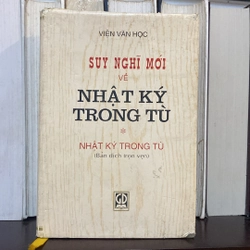 VIỆN VĂN HỌC
SUY NGHĨ MỚI
VỀ
NHẬT KÝ
TRONG TÙ
*
NHẬT KÝ TRONG TÙ
(Bản dịch trọn vẹn)